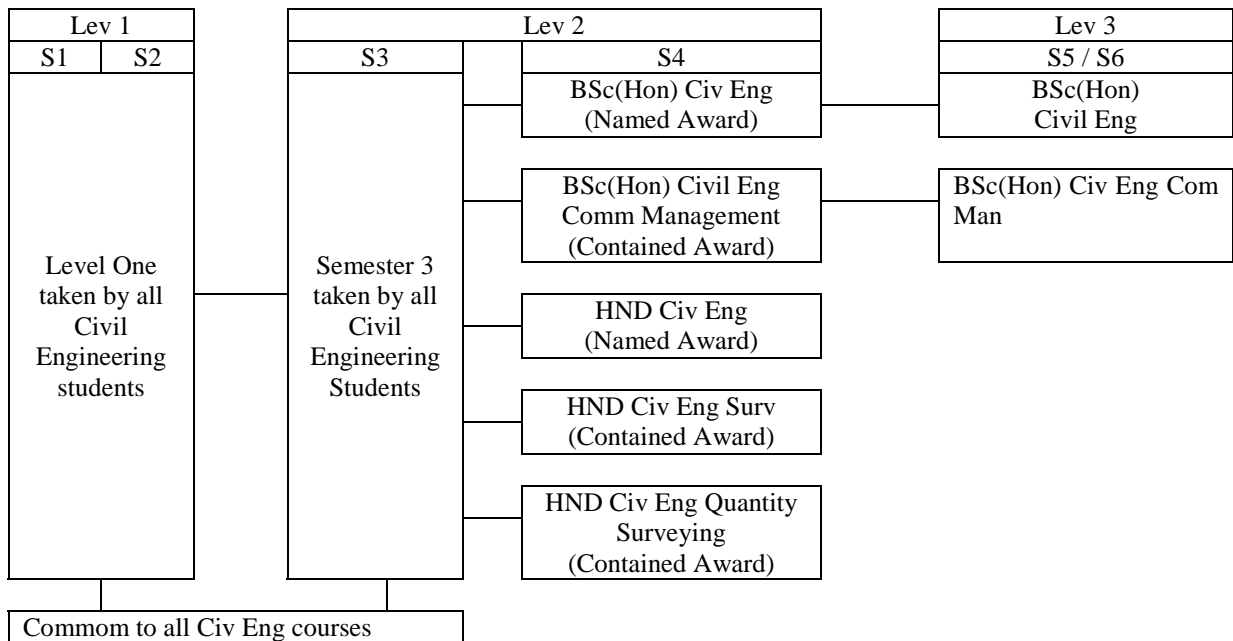 Lev 1
Lev 2
Lev 3
S1
S2
S3
S4
S5 / S6
Level One
taken by all
Civil
Engineering
students
Semester 3
taken by all
Civil
Engineering
Students
BSc(Hon) Civ Eng
(Named Award)
BSc(Hon) Civil Eng
Comm Management
(Contained Award)
HND Civ Eng
(Named Award)
HND Civ Eng Surv
(Contained Award)
HND Civ Eng Quantity
Surveying
(Contained Award)
BSc(Hon)
Civil Eng
BSc(Hon) Civ Eng Com
Man
Commom to all Civ Eng courses